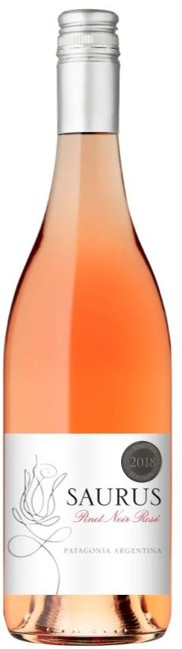 2018
SAURUS
Pinot Noir Rosé
PATAGONIA ARGENTINA